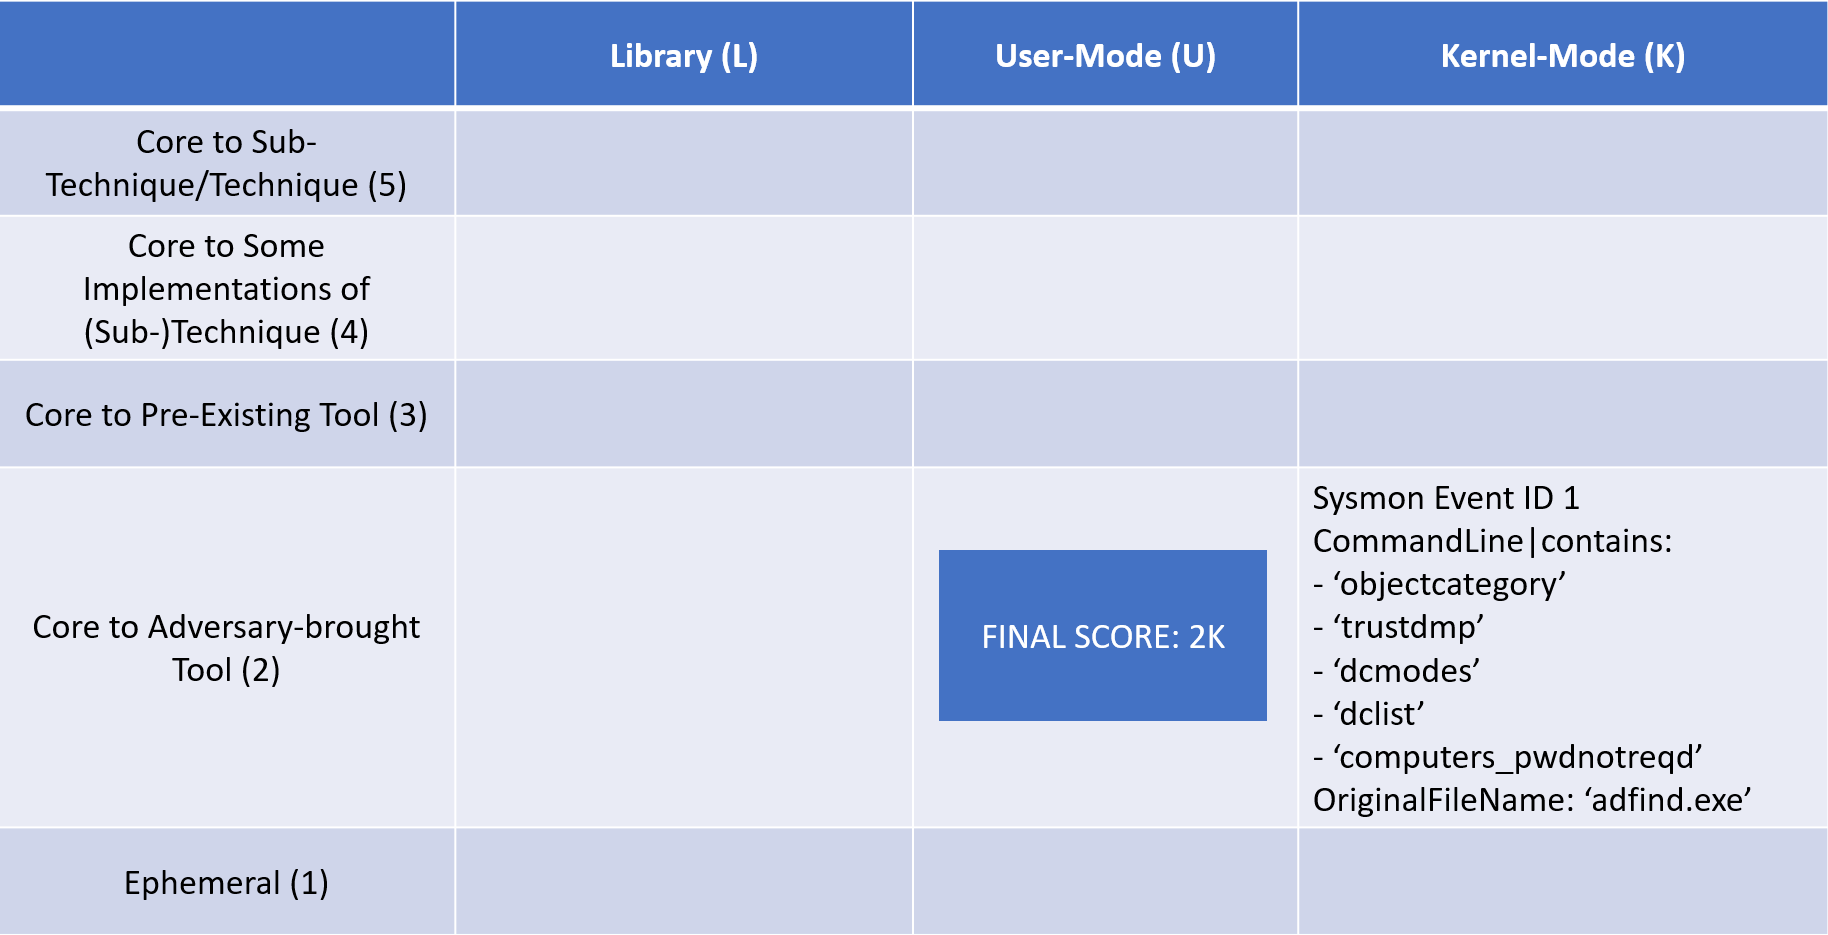 Library (L)
User-Mode (U)
Kernel-Mode (K)
Core to Sub-
Technique/Technique (5)
Core to Some
Implementations of
(Sub-)Technique (4)
Core to Pre-Existing Tool (3)
Core to Adversary-brought
Tool (2)
FINAL SCORE: 2K
Sysmon Event ID 1
CommandLine|contains:
- ‘objectcategory’
- ‘trustdmp’
- ‘dcmodes’
- ‘dclist’
- ‘computers_pwdnotreqd’
OriginalFileName: ‘adfind.exe’
Ephemeral (1)